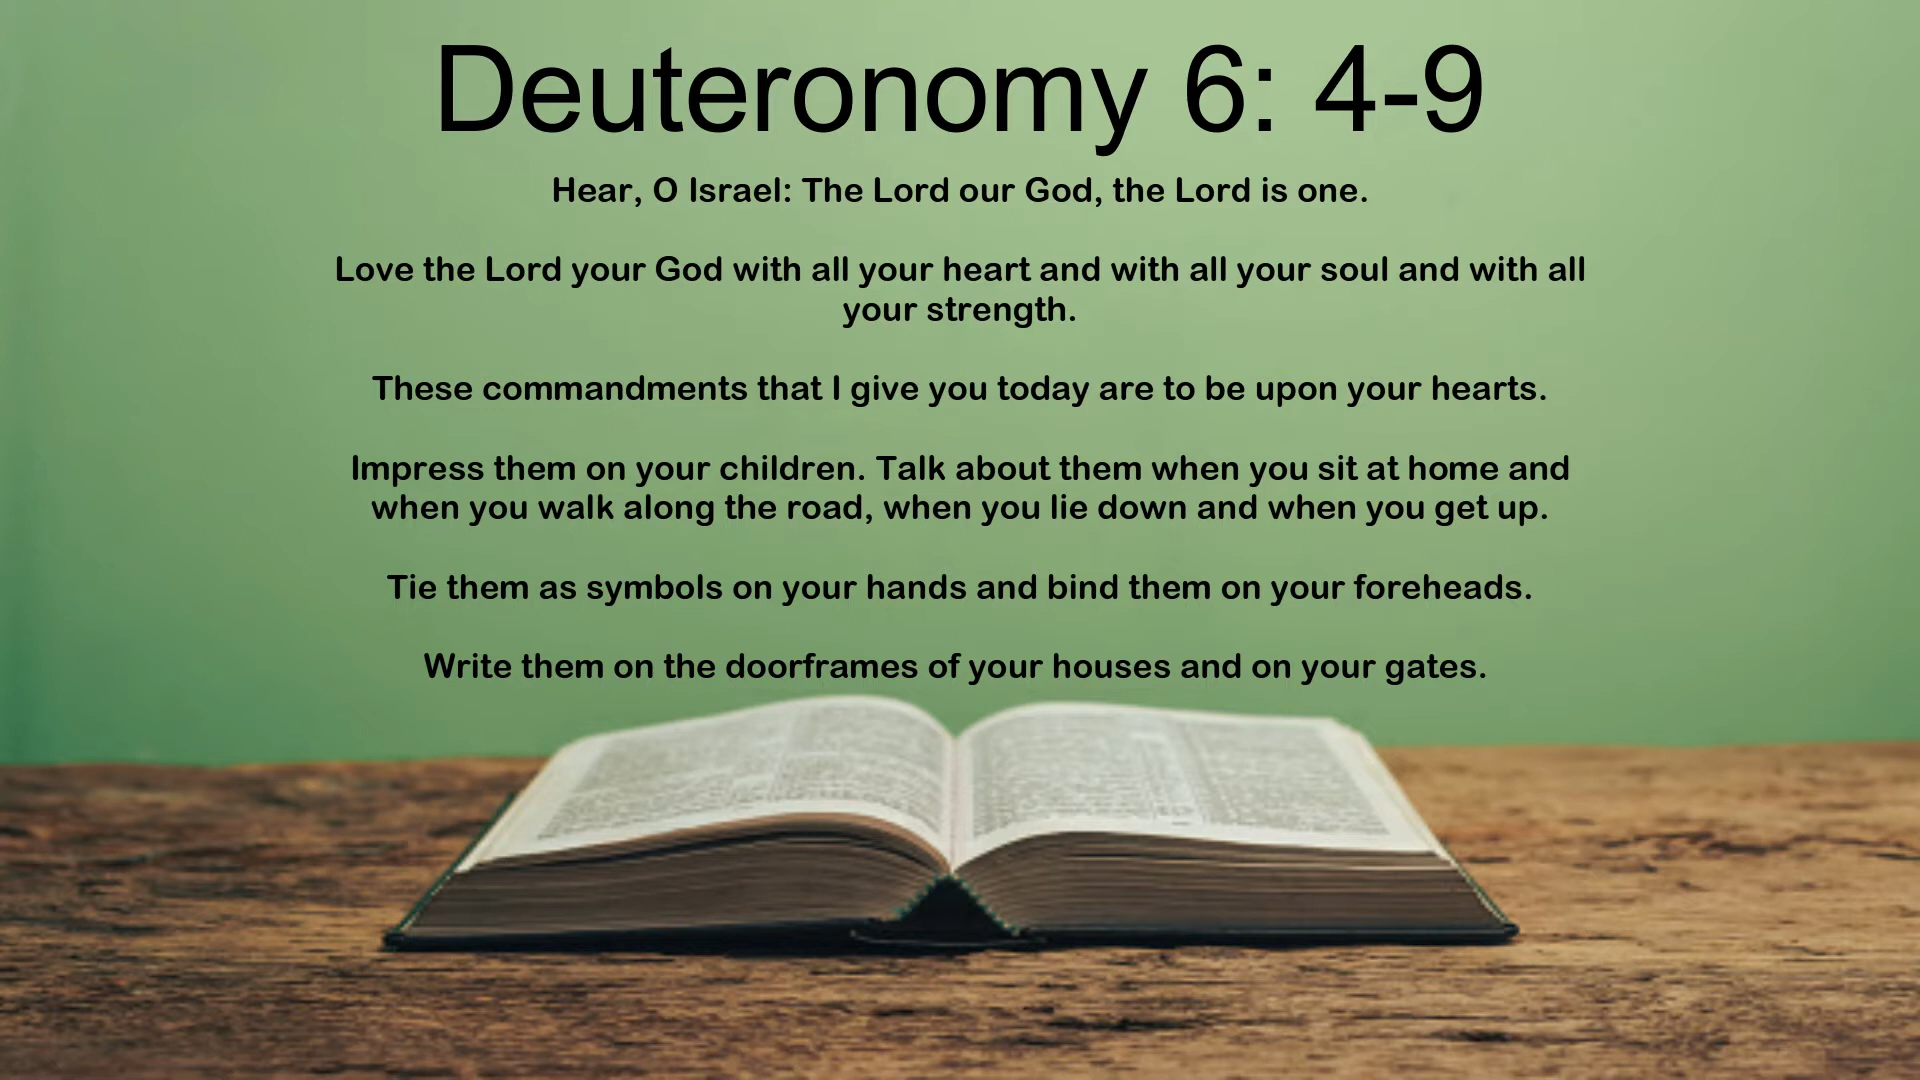 Deuteronomy 6: 4-9
Hear, O Israel: The Lord our God, the Lord is one.
Love the Lord your God with all your heart and with all your soul and with all
your strength.
These commandments that I give you today are to be upon your hearts.
Impress them on your children. Talk about them when you sit at home and
when you walk along the road, when you lie down and when you get up.
Tie them as symbols on your hands and bind them on your foreheads.
Write them on the doorframes of your houses and on your gates.